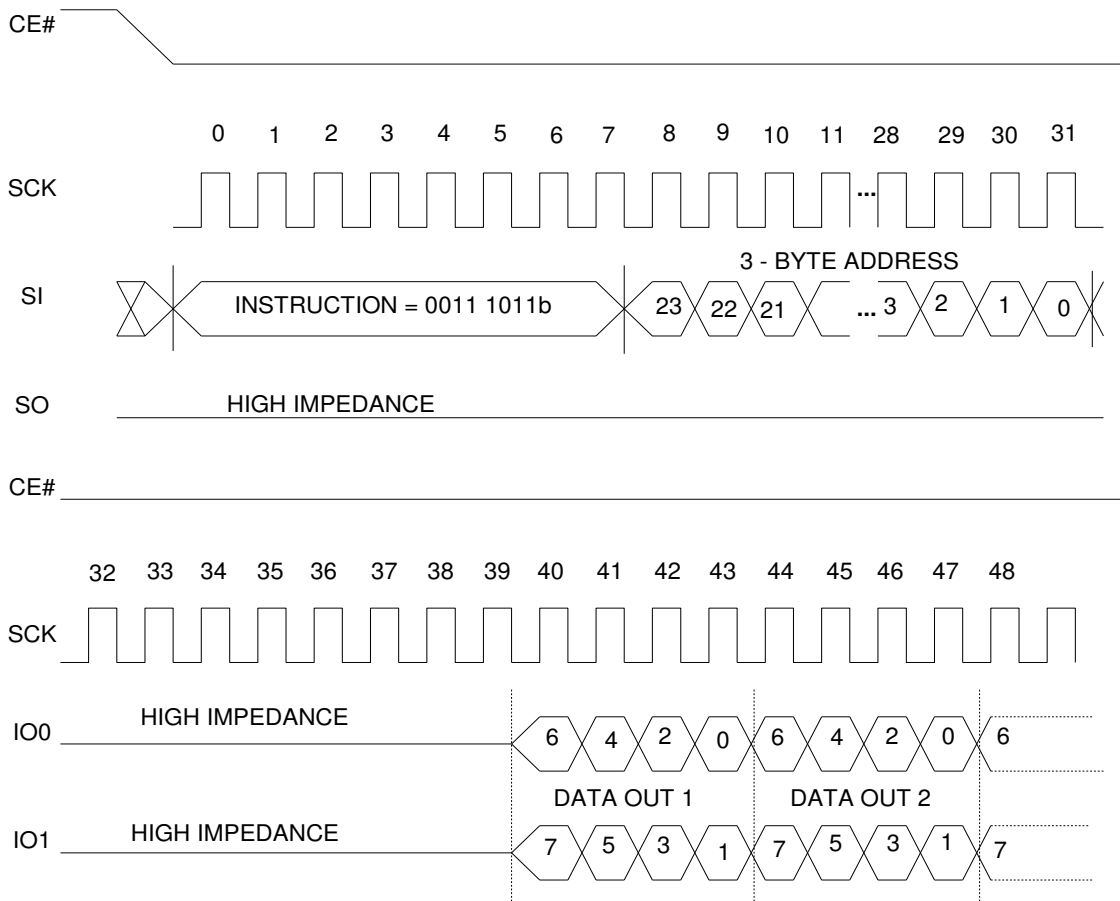 CE#
0 1 2 3 4 5 6 7 8 9 10 11 28 29 30 31
SCK ...
3 - BYTE ADDRESS
SI INSTRUCTION = 0011 1011b 23 22 21 ... 3 2 1 0
SO HIGH IMPEDANCE
CE#
32 33 34 35 36 37 38 39 40 41 42 43 44 45 46 47 48
SCK
IO0 HIGH IMPEDANCE 6 4 2 0 6 4 2 0 6
DATA OUT 1 DATA OUT 2
IO1 HIGH IMPEDANCE 7 5 3 1 7 5 3 1 7